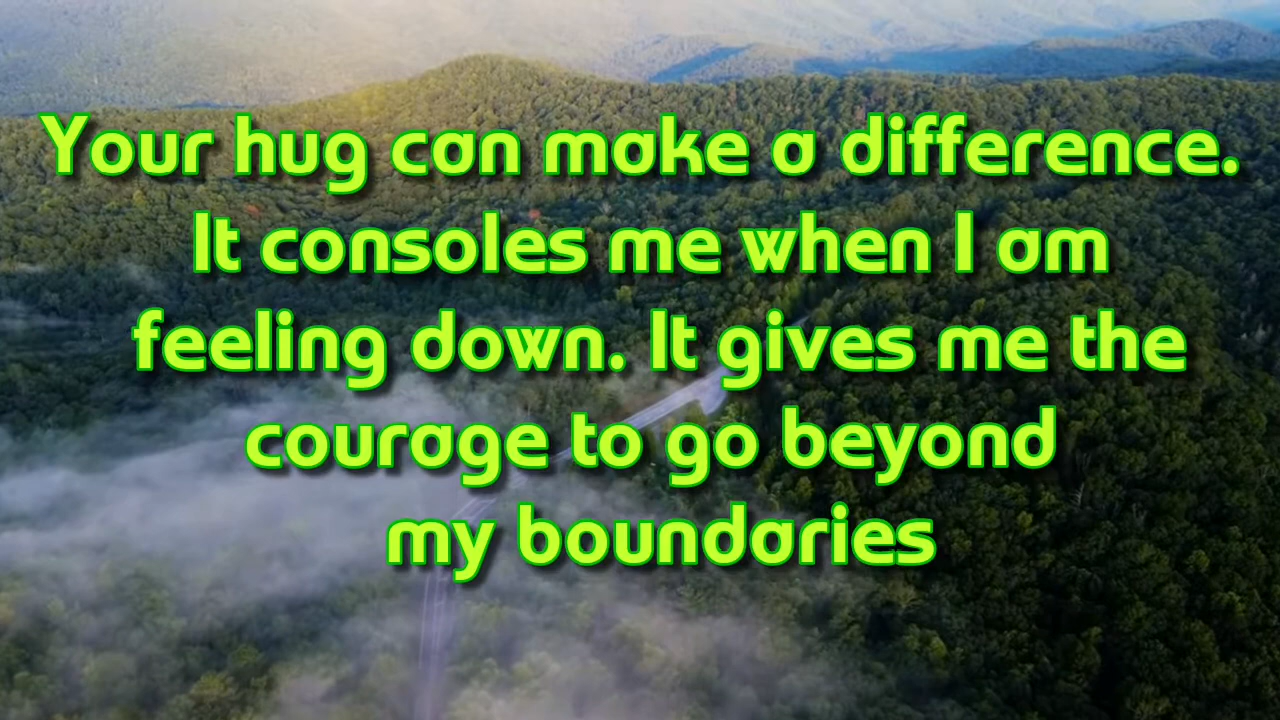 Your hug can make a difference.
It consoles me when I am
feeling down. It gives me the
courage to go beyond
my boundaries